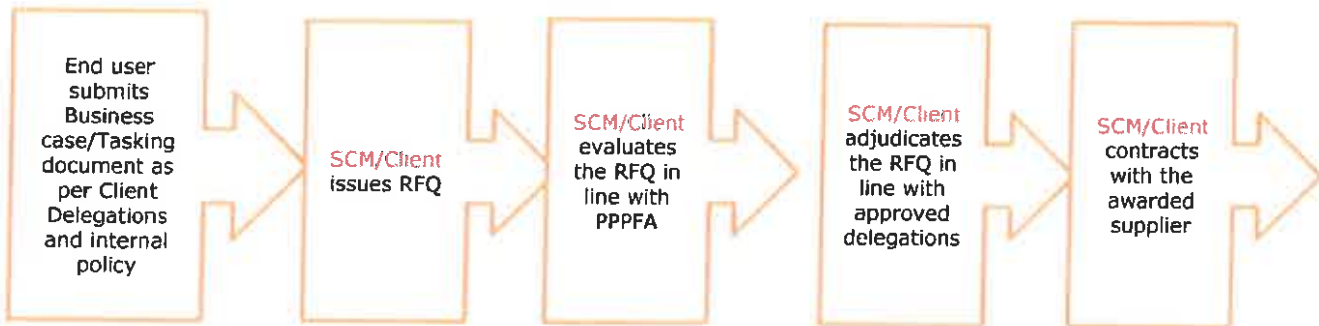 End user
submits
Business
case/Tasking
document as
per Client
Delegations
and internal
policy
SCM/Client
issues RFQ
SCM/Client
evaluates
the RFQ in
line with
PPPFA
SCM/Client
adjudicates
the RFQ in
line with
approved
delegations
SCM/Client
contracts
with the
awarded
supplier